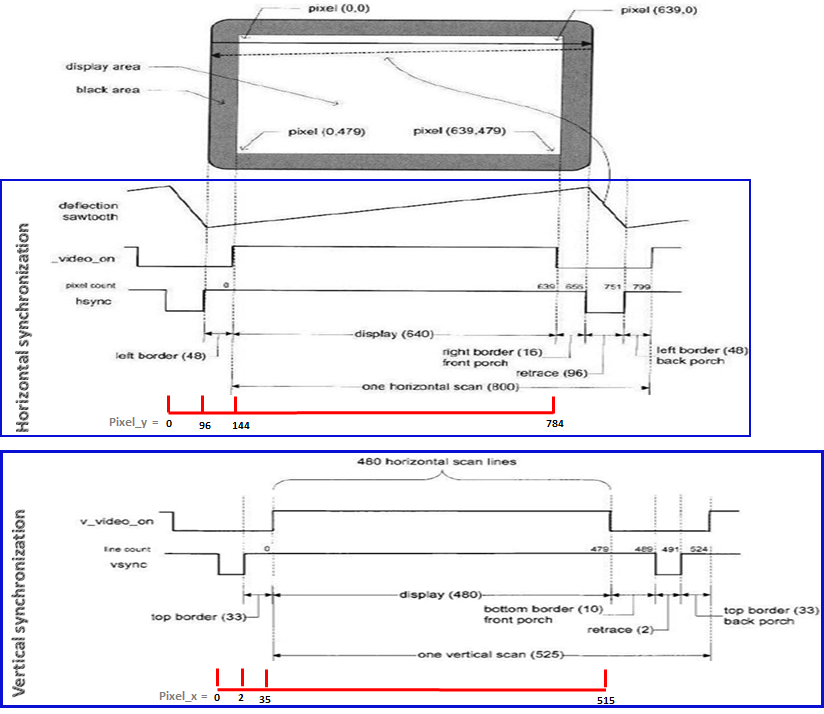 pixel (0,0)
pixel (639,0)
display area
black area
pixel (0,479)
pixel (639,479)
Horizontal synchronization
deflection
sawtooth
_video_on
pixel count
0
639
655
751
799
hsync
display (640)
left border (48)
right border (16)
front porch
left border (48)
back porch
retrace (96)
one horizontal scan (800)
Pixel_y = 0 96 144 784
Vertical synchronization
480 horizontal scan lines
v_video_on
line count
0
479
489
491
524
vsync
display (480)
top border (33)
bottom border (10)
front porch
top border (33)
back porch
retrace (2)
one vertical scan (525)
Pixel_x = 0 2 35 515